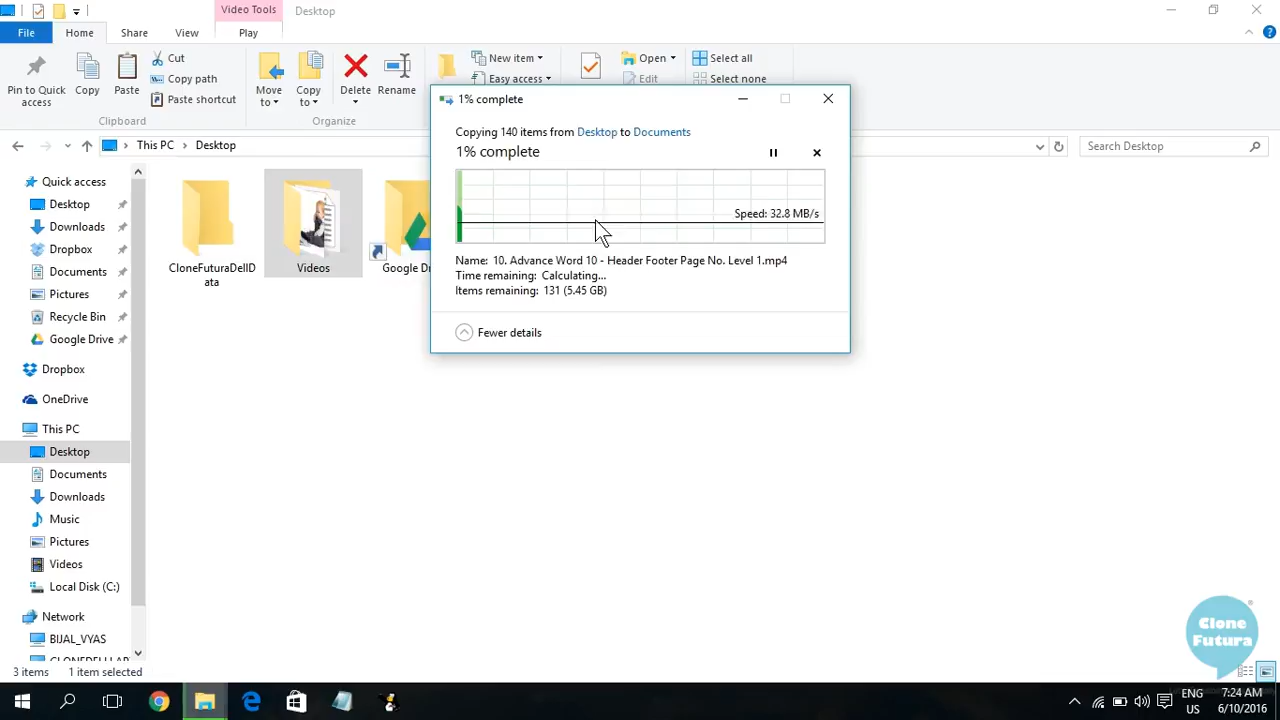 Video Tools
Desktop
File
Home
Share
View
Play
Pin to Quick access
Copy
Paste
Cut
Copy path
Paste shortcut
Clipboard
Move to
Copy to
Delete
Rename
Organize
New item
Easy access
Open
Edit
Select all
Select none
This PC
Desktop
Search Desktop
1% complete
Copying 140 items from Desktop to Documents
1% complete
Speed: 32.8 MB/s
Name: 10. Advance Word 10 - Header Footer Page No. Level 1.mp4
Time remaining: Calculating...
Items remaining: 131 (5.45 GB)
Fewer details
Quick access
Desktop
Downloads
Dropbox
Documents
Pictures
Recycle Bin
Google Drive
Dropbox
OneDrive
This PC
Desktop
Documents
Downloads
Music
Pictures
Videos
Local Disk (C:)
Network
BIJAL_VYAS
CloneFuturaDellData
Videos
Google
3 items
1 item selected
Clone
Futura
ENG
US
7:24 AM
6/10/2016